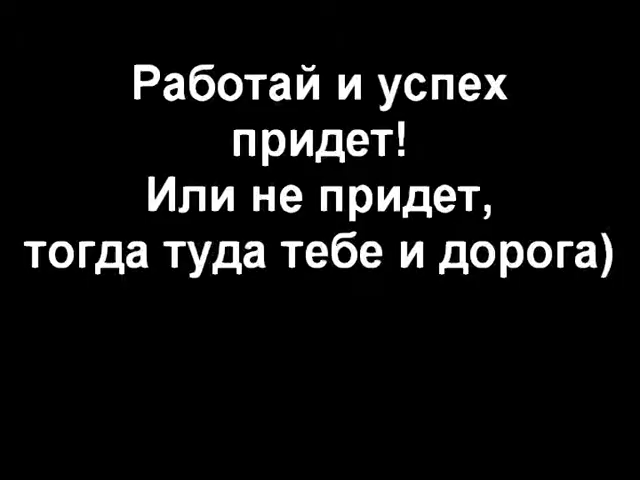 Работай и успех
придет!
Или не придет,
тогда туда тебе и дорога)